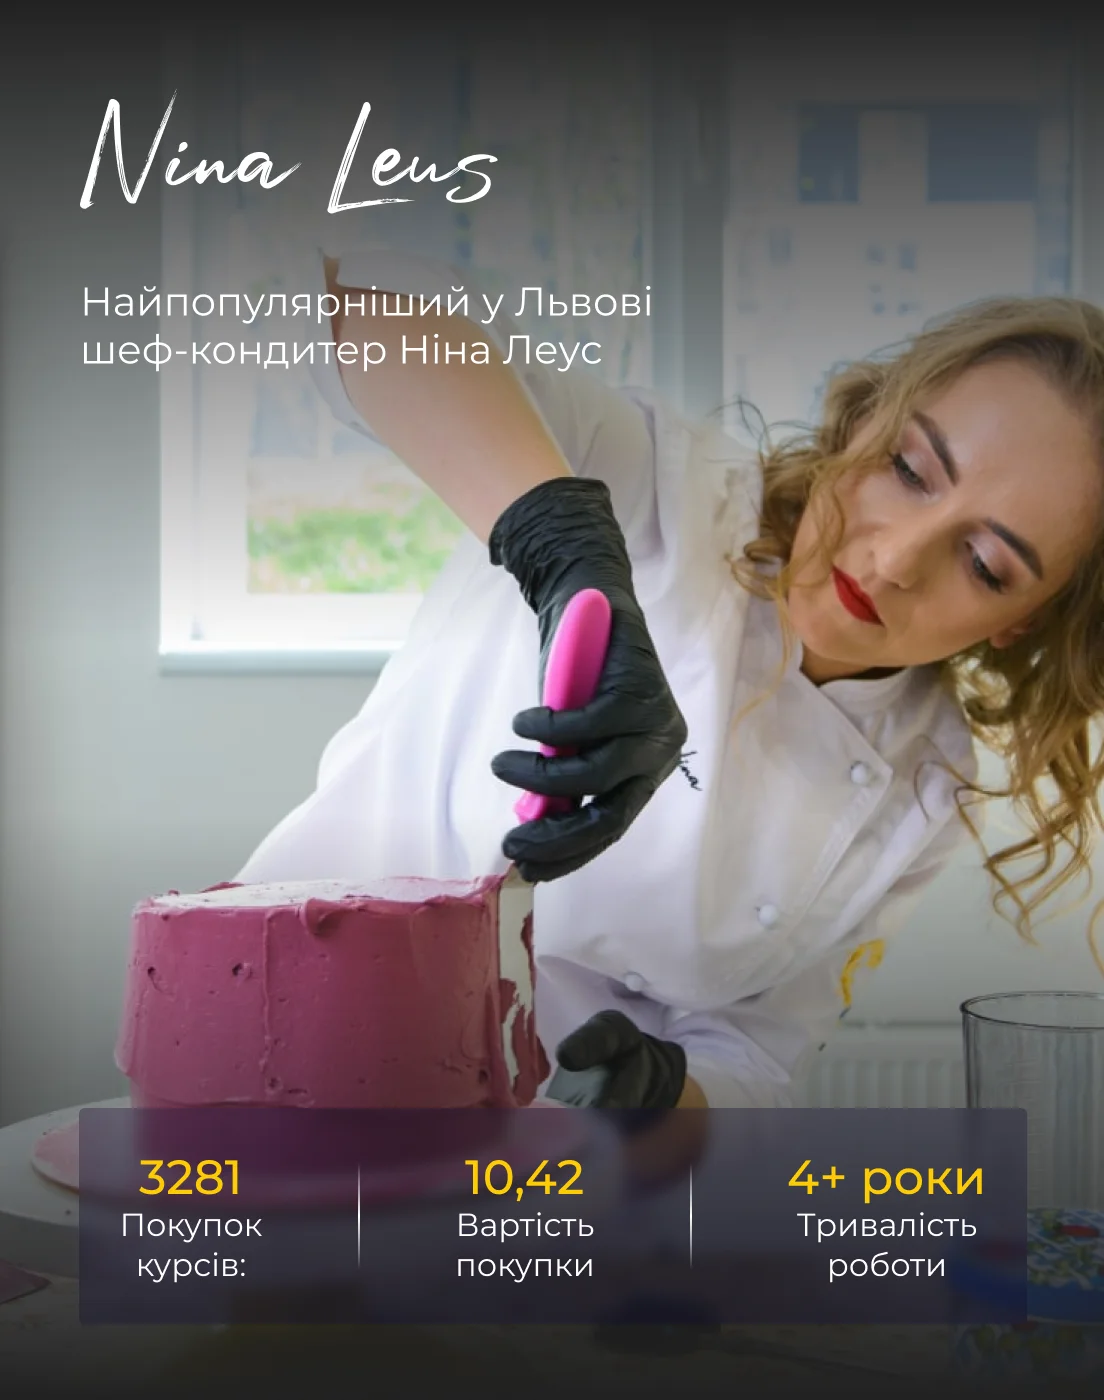 Nina Leus
Найпопулярніший у Львові
шеф-кондитер Ніна Леус
3281
Покупок
курсів:
10,42
Вартість
покупки
4+ роки
Тривалість
роботи